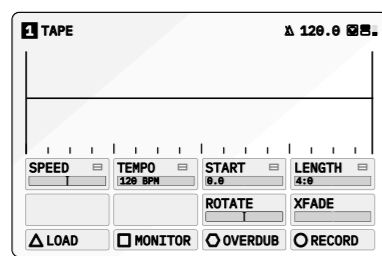 1 TAPE 120.0
SPEED TEMPO START LENGTH
120 BPM 0.0 4:0
ROTATE XFADE
LOAD MONITOR OVERDUB RECORD